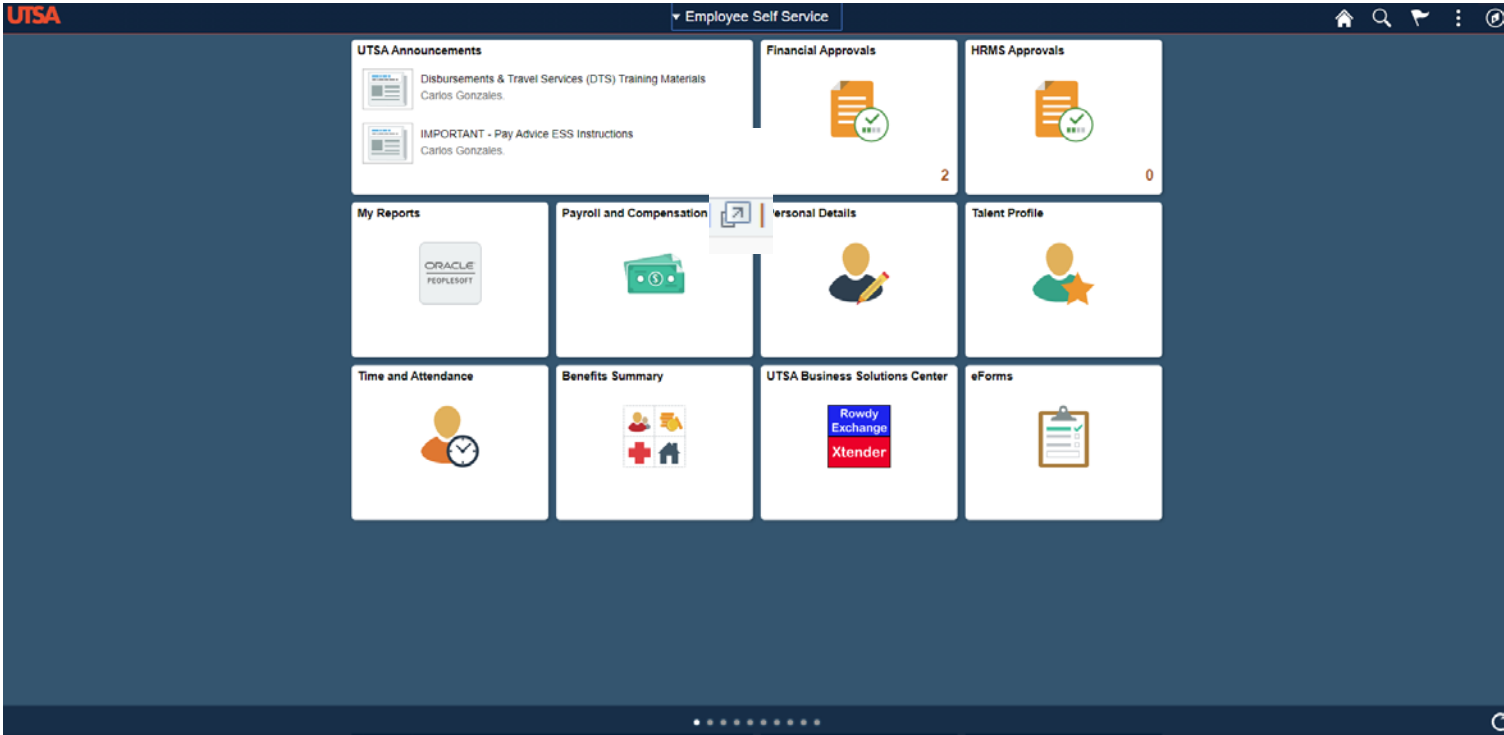 UTSA
Employee Self Service
UTSA Announcements
Disbursements & Travel Services (DTS) Training Materials
Carlos Gonzales.
IMPORTANT - Pay Advice ESS Instructions
Carlos Gonzales.
Financial Approvals
2
HRMS Approvals
0
My Reports
ORACLE
PEOPLESOFT
Payroll and Compensation
ersonal Details
Talent Profile
Time and Attendance
Benefits Summary
UTSA Business Solutions Center
Rowdy
Exchange
Xtender
eForms